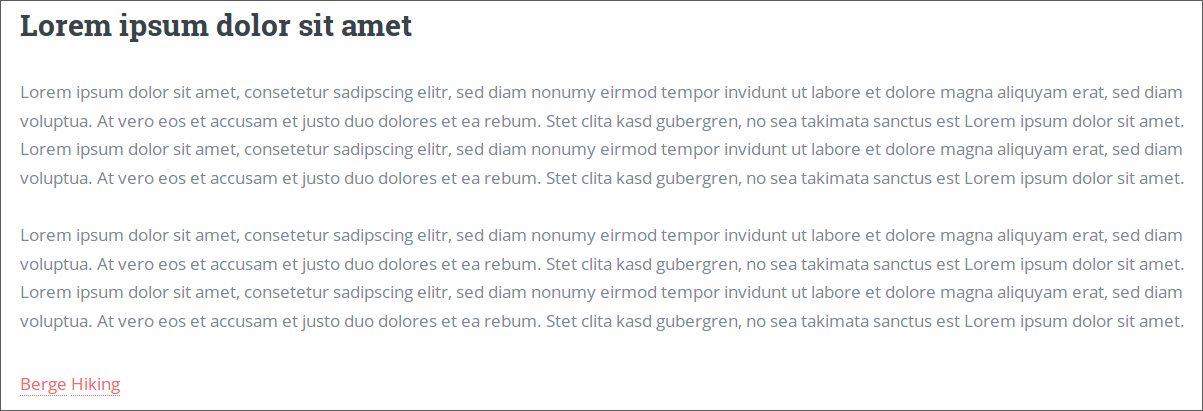 Lorem ipsum dolor sit amet
Lorem ipsum dolor sit amet, consetetur sadipscing elitr, sed diam nonumy eirmod tempor invidunt ut labore et dolore magna aliquyam erat, sed diam
voluptua. At vero eos et accusam et justo duo dolores et ea rebum. Stet clita kasd gubergren, no sea takimata sanctus est Lorem ipsum dolor sit amet.
Lorem ipsum dolor sit amet, consetetur sadipscing elitr, sed diam nonumy eirmod tempor invidunt ut labore et dolore magna aliquyam erat, sed diam
voluptua. At vero eos et accusam et justo duo dolores et ea rebum. Stet clita kasd gubergren, no sea takimata sanctus est Lorem ipsum dolor sit amet.
Lorem ipsum dolor sit amet, consetetur sadipscing elitr, sed diam nonumy eirmod tempor invidunt ut labore et dolore magna aliquyam erat, sed diam
voluptua. At vero eos et accusam et justo duo dolores et ea rebum. Stet clita kasd gubergren, no sea takimata sanctus est Lorem ipsum dolor sit amet.
Lorem ipsum dolor sit amet, consetetur sadipscing elitr, sed diam nonumy eirmod tempor invidunt ut labore et dolore magna aliquyam erat, sed diam
voluptua. At vero eos et accusam et justo duo dolores et ea rebum. Stet clita kasd gubergren, no sea takimata sanctus est Lorem ipsum dolor sit amet.
Berge Hiking